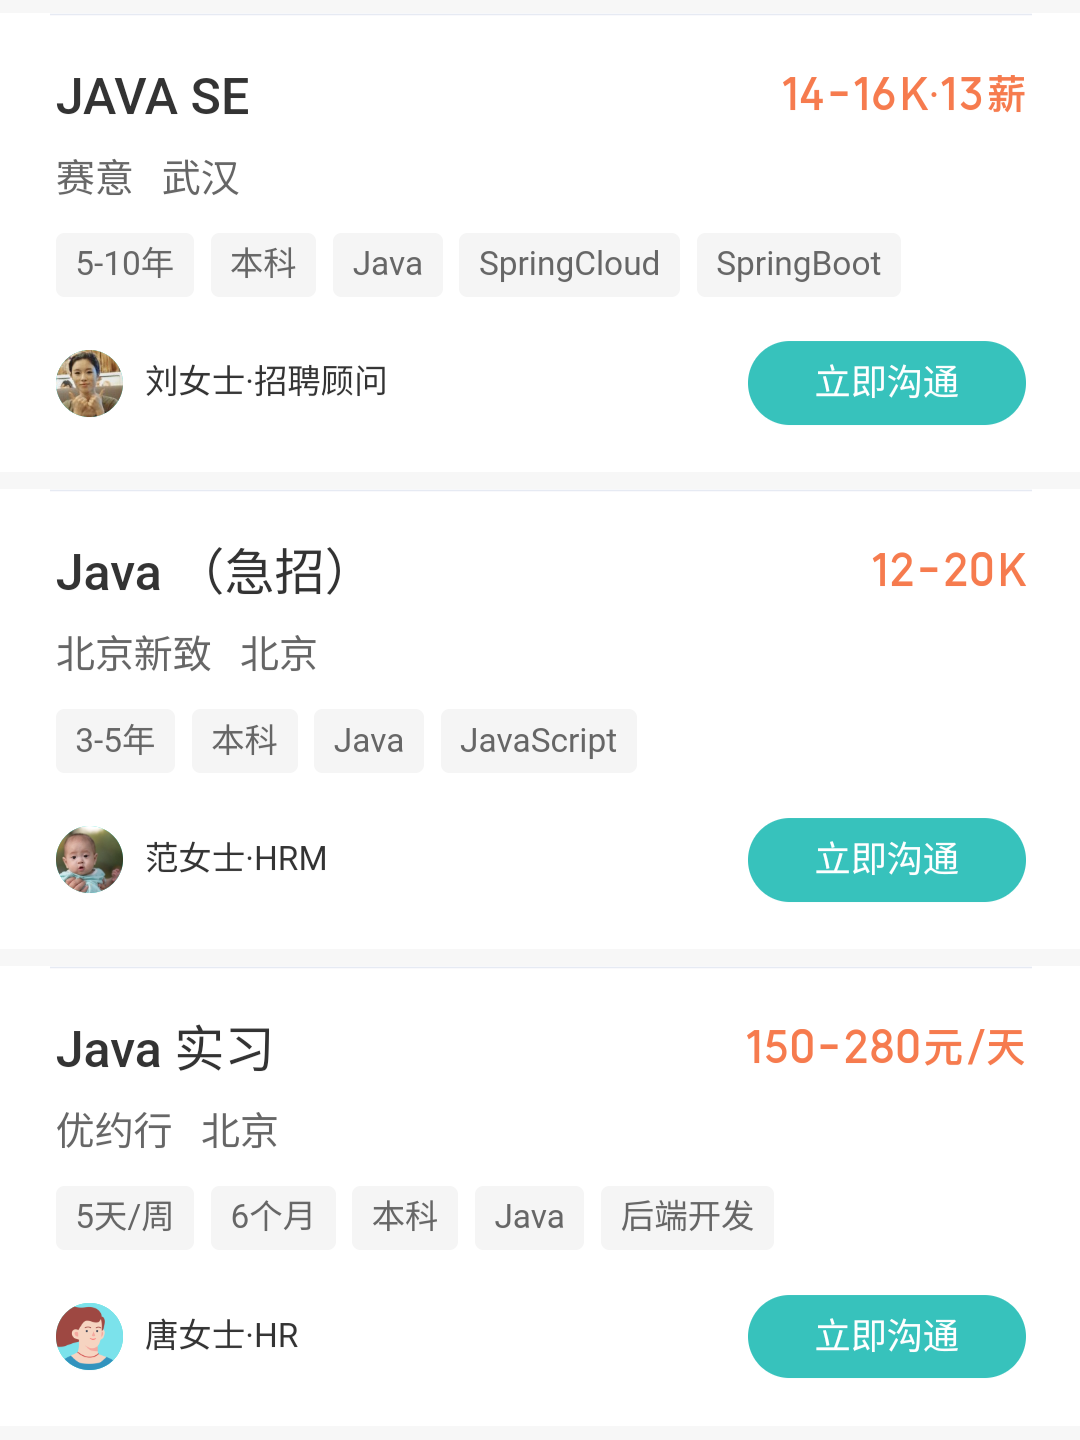 JAVA SE 14-16K·13薪
赛意 武汉
5-10年 本科 Java SpringCloud SpringBoot
刘女士·招聘顾问 立即沟通
Java （急招） 12-20K
北京新致 北京
3-5年 本科 Java JavaScript
范女士·HRM 立即沟通
Java 实习 150-280元/天
优约行 北京
5天/周 6个月 本科 Java 后端开发
唐女士·HR 立即沟通